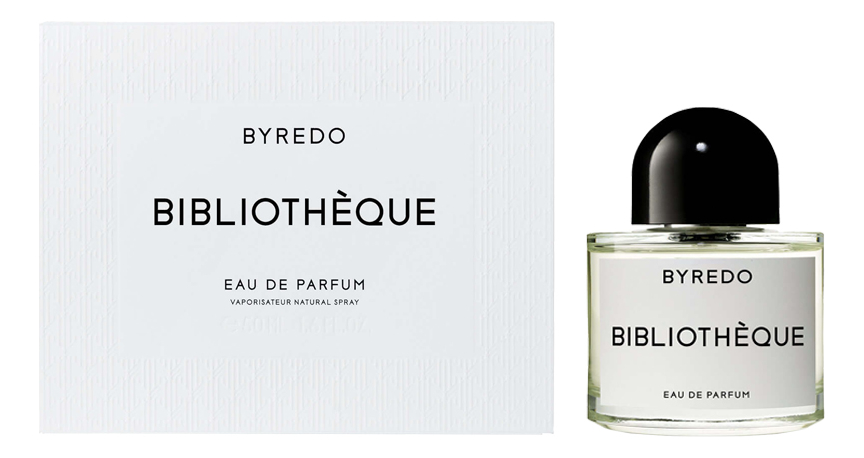 BYREDO
BIBLIOTHÈQUE
EAU DE PARFUM
VAPORISATEUR NATURAL SPRAY
BYREDO
BIBLIOTHÈQUE
EAU DE PARFUM